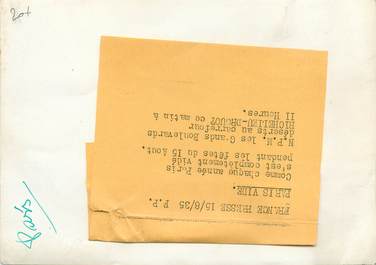 20+
Paris
FRANCE PRESSE 15/8/35 F.P.
PARIS VIDE.
Comme chaque année Paris
s'est complètement vidé
pendant les fêtes du 15 Aout.
N.P.M. les Grands Boulevards
déserts au carrefour
RICHELIEU-DROUOT ce matin à
11 Heures.